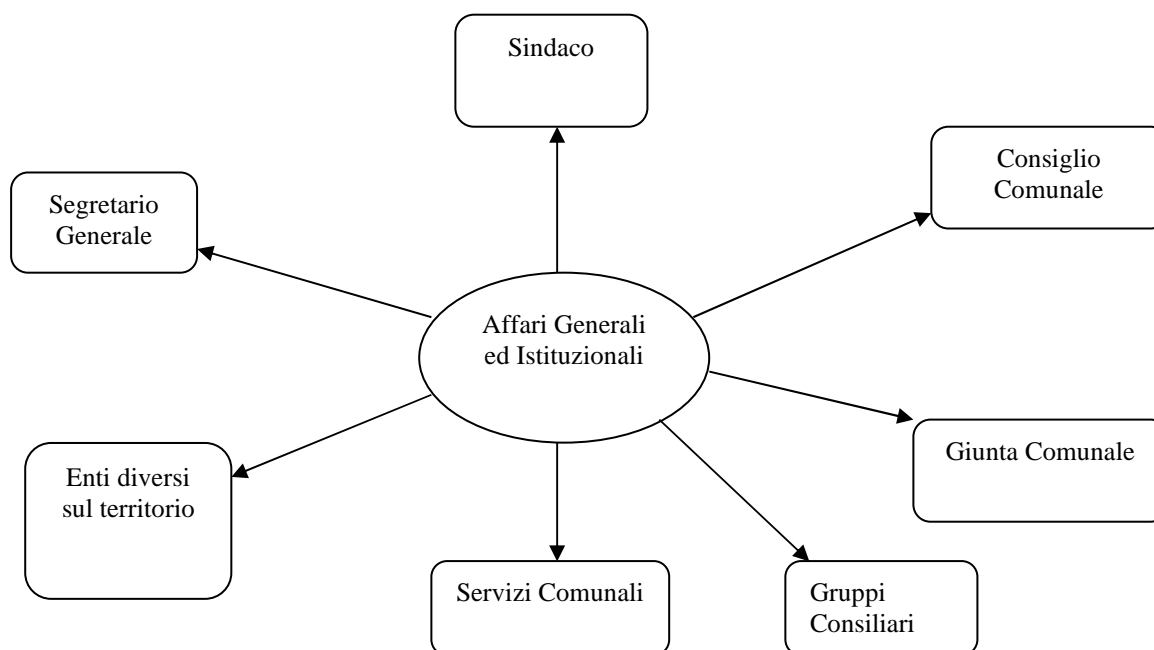 Sindaco
Consiglio
Comunale
Segretario
Generale
Affari Generali
ed Istituzionali
Giunta Comunale
Enti diversi
sul territorio
Servizi Comunali
Gruppi
Consiliari